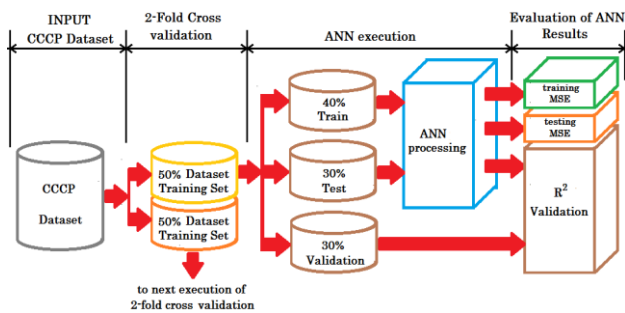 INPUT
CCCP Dataset
2-Fold Cross
validation
ANN execution
Evaluation of ANN
Results
CCCP
Dataset
50% Dataset
Training Set
50% Dataset
Training Set
to next execution of
2-fold cross validation
40%
Train
30%
Test
30%
Validation
ANN
processing
training
MSE
testing
MSE
R²
Validation